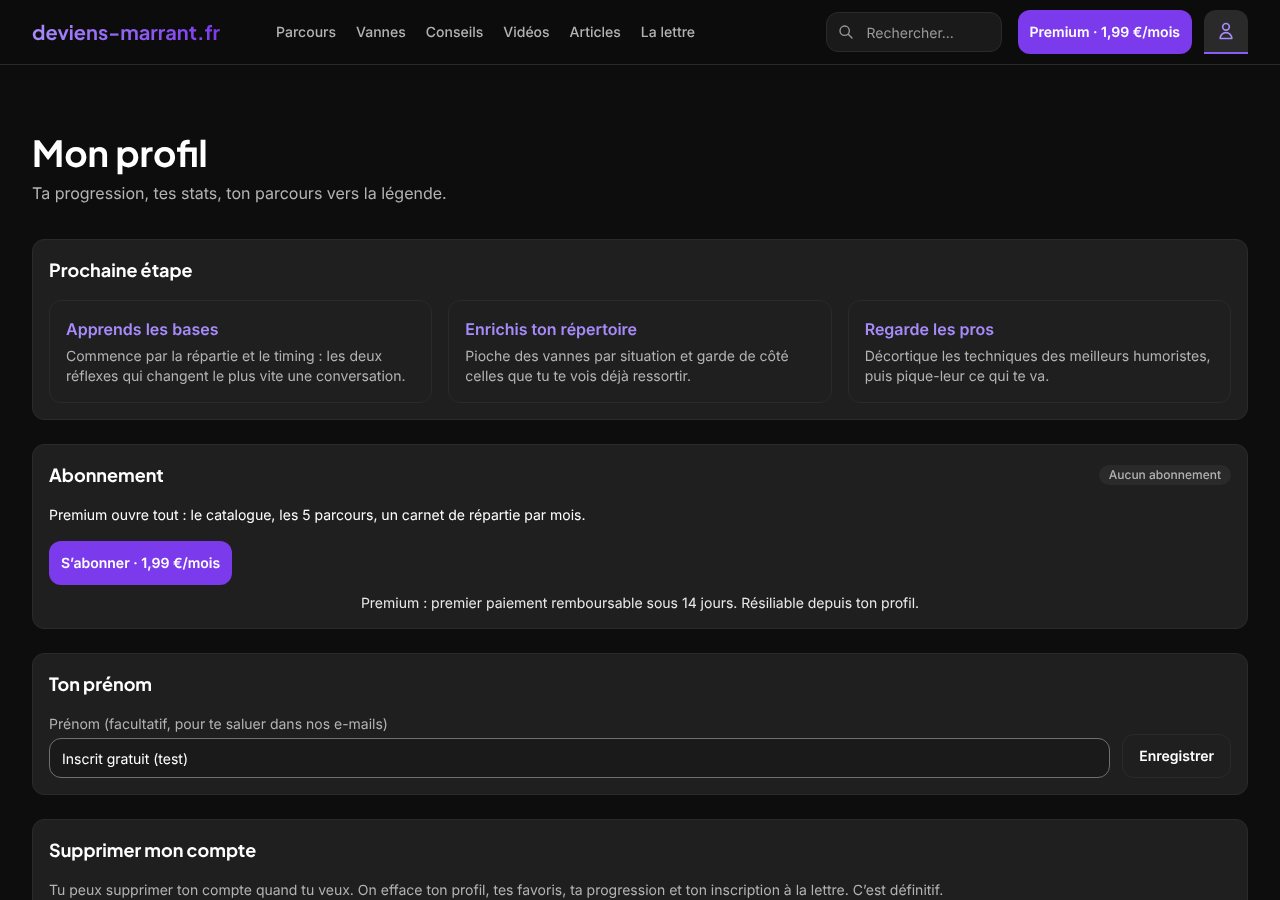 deviens-marrant.fr
Parcours
Vannes
Conseils
Vidéos
Articles
La lettre
Rechercher...
Premium · 1,99 €/mois
Mon profil
Ta progression, tes stats, ton parcours vers la légende.
Prochaine étape
Apprends les bases
Commence par la répartie et le timing : les deux
réflexes qui changent le plus vite une conversation.
Enrichis ton répertoire
Pioche des vannes par situation et garde de côté
celles que tu te vois déjà ressortir.
Regarde les pros
Décortique les techniques des meilleurs humoristes,
puis pique-leur ce qui te va.
Abonnement
Aucun abonnement
Premium ouvre tout : le catalogue, les 5 parcours, un carnet de répartie par mois.
S’abonner · 1,99 €/mois
Premium : premier paiement remboursable sous 14 jours. Résiliable depuis ton profil.
Ton prénom
Prénom (facultatif, pour te saluer dans nos e-mails)
Inscrit gratuit (test)
Enregistrer
Supprimer mon compte
Tu peux supprimer ton compte quand tu veux. On efface ton profil, tes favoris, ta progression et ton inscription à la lettre. C’est définitif.